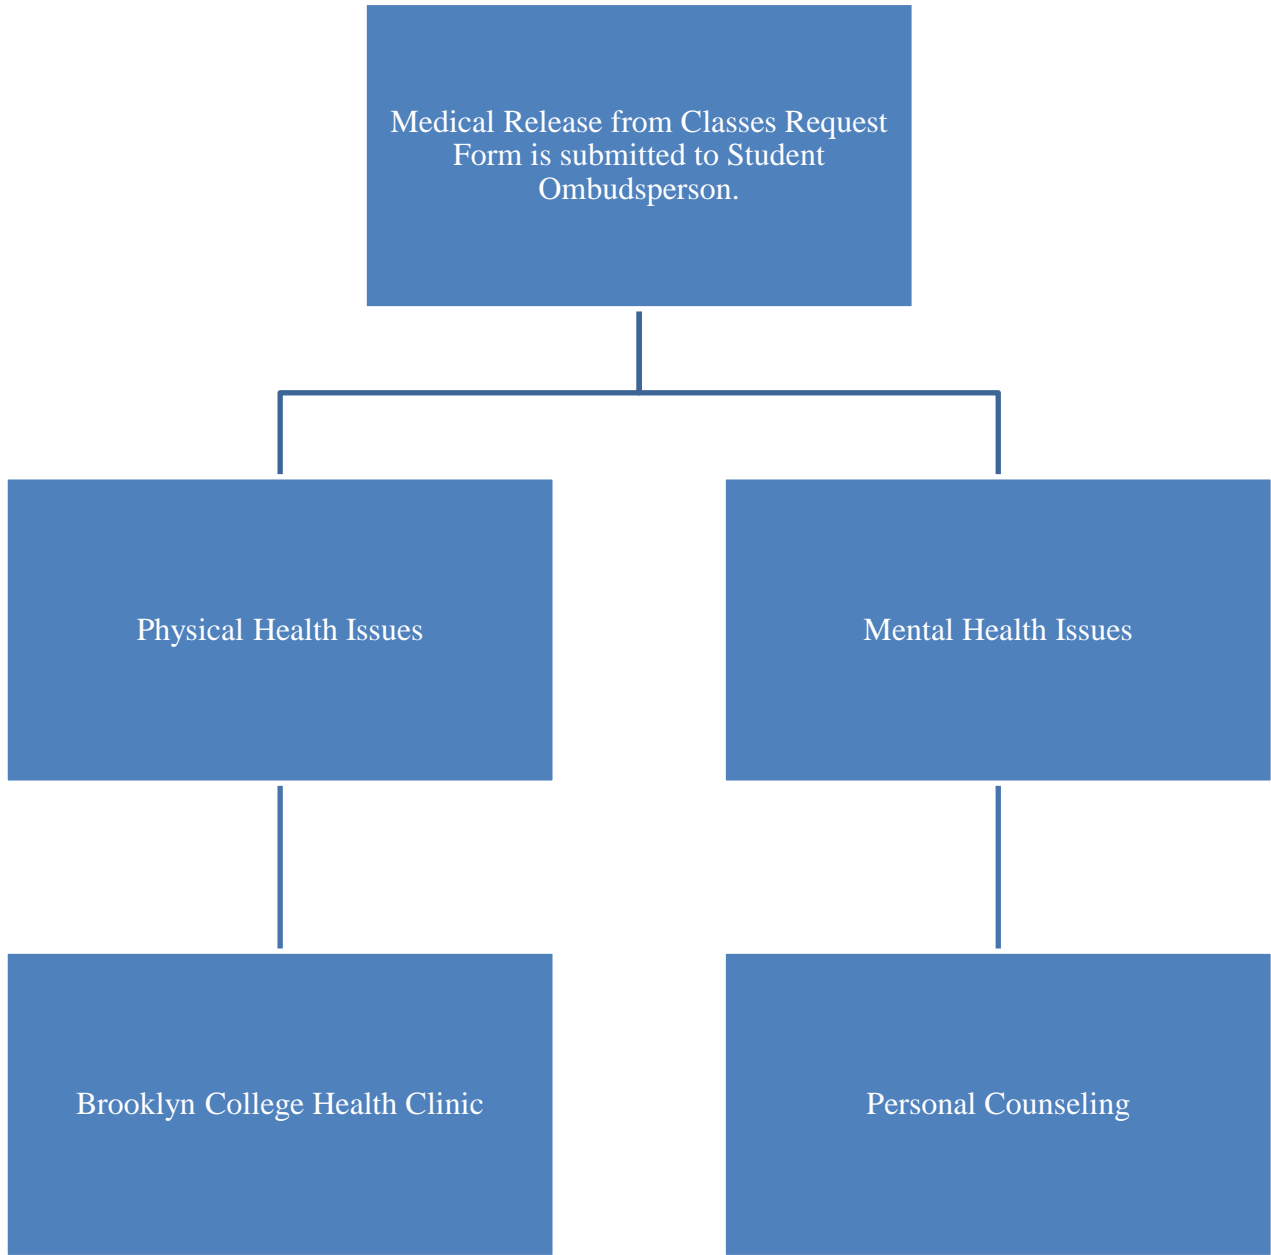 Medical Release from Classes Request
Form is submitted to Student
Ombudsperson.
Physical Health Issues
Mental Health Issues
Brooklyn College Health Clinic
Personal Counseling